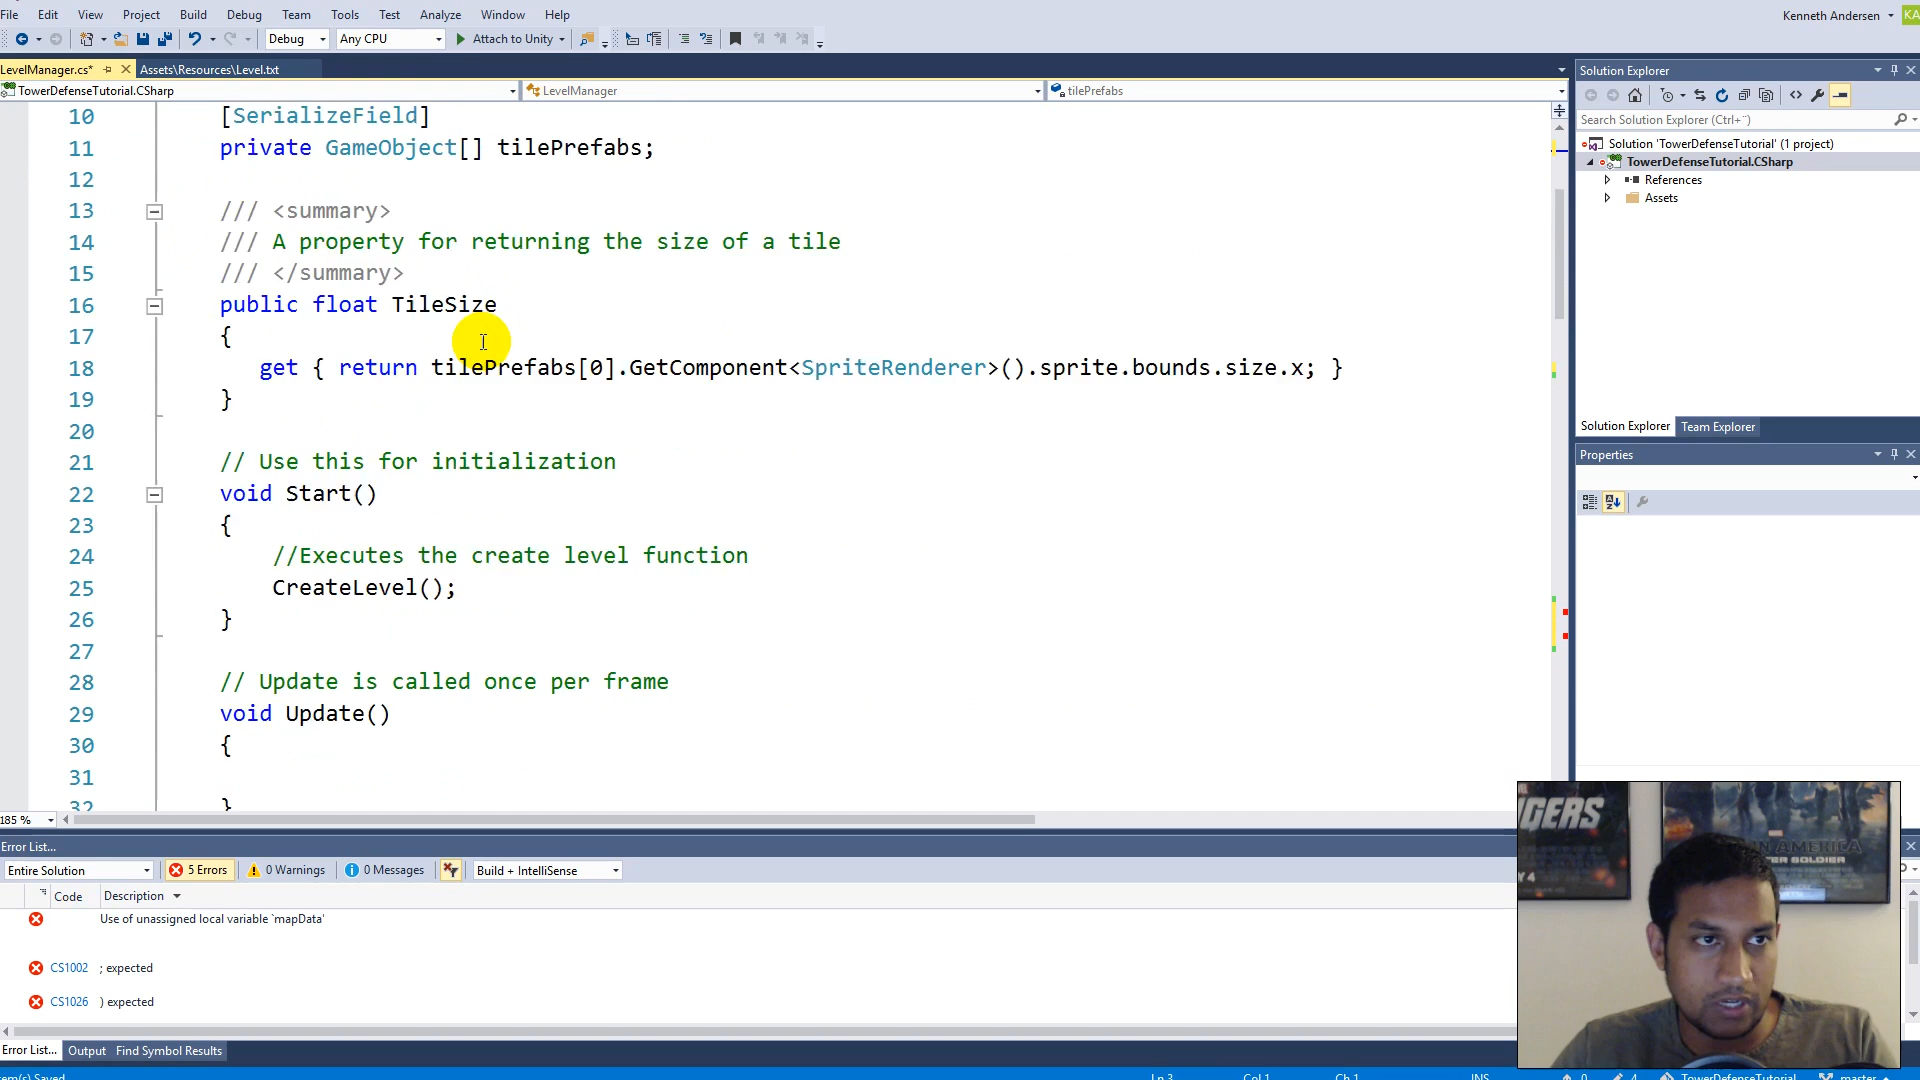 File Edit View Project Build Debug Team Tools Test Analyze Window Help Kenneth Andersen KA
Debug Any CPU Attach to Unity
LevelManager.cs* Assets\Resources\Level.txt
TowerDefenseTutorial.CSharp LevelManager tilePrefabs
10 [SerializeField]
11 private GameObject[] tilePrefabs;
12
13 /// <summary>
14 /// A property for returning the size of a tile
15 /// </summary>
16 public float TileSize
17 {
18 get { return tilePrefabs[0].GetComponent<SpriteRenderer>().sprite.bounds.size.x; }
19 }
20
21 // Use this for initialization
22 void Start()
23 {
24 //Executes the create level function
25 CreateLevel();
26 }
27
28 // Update is called once per frame
29 void Update()
30 {
31
32 }
185 %
Solution Explorer
Search Solution Explorer (Ctrl+¨)
Solution 'TowerDefenseTutorial' (1 project)
TowerDefenseTutorial.CSharp
References
Assets
Solution Explorer Team Explorer
Properties
Error List...
Entire Solution 5 Errors 0 Warnings 0 Messages Build + IntelliSense
Code Description
Use of unassigned local variable `mapData'
CS1002 ; expected
CS1026 ) expected
Error List... Output Find Symbol Results
Saved Ln 3 Col 1 Ch 1 INS 0 4 TowerDefenseTutorial master